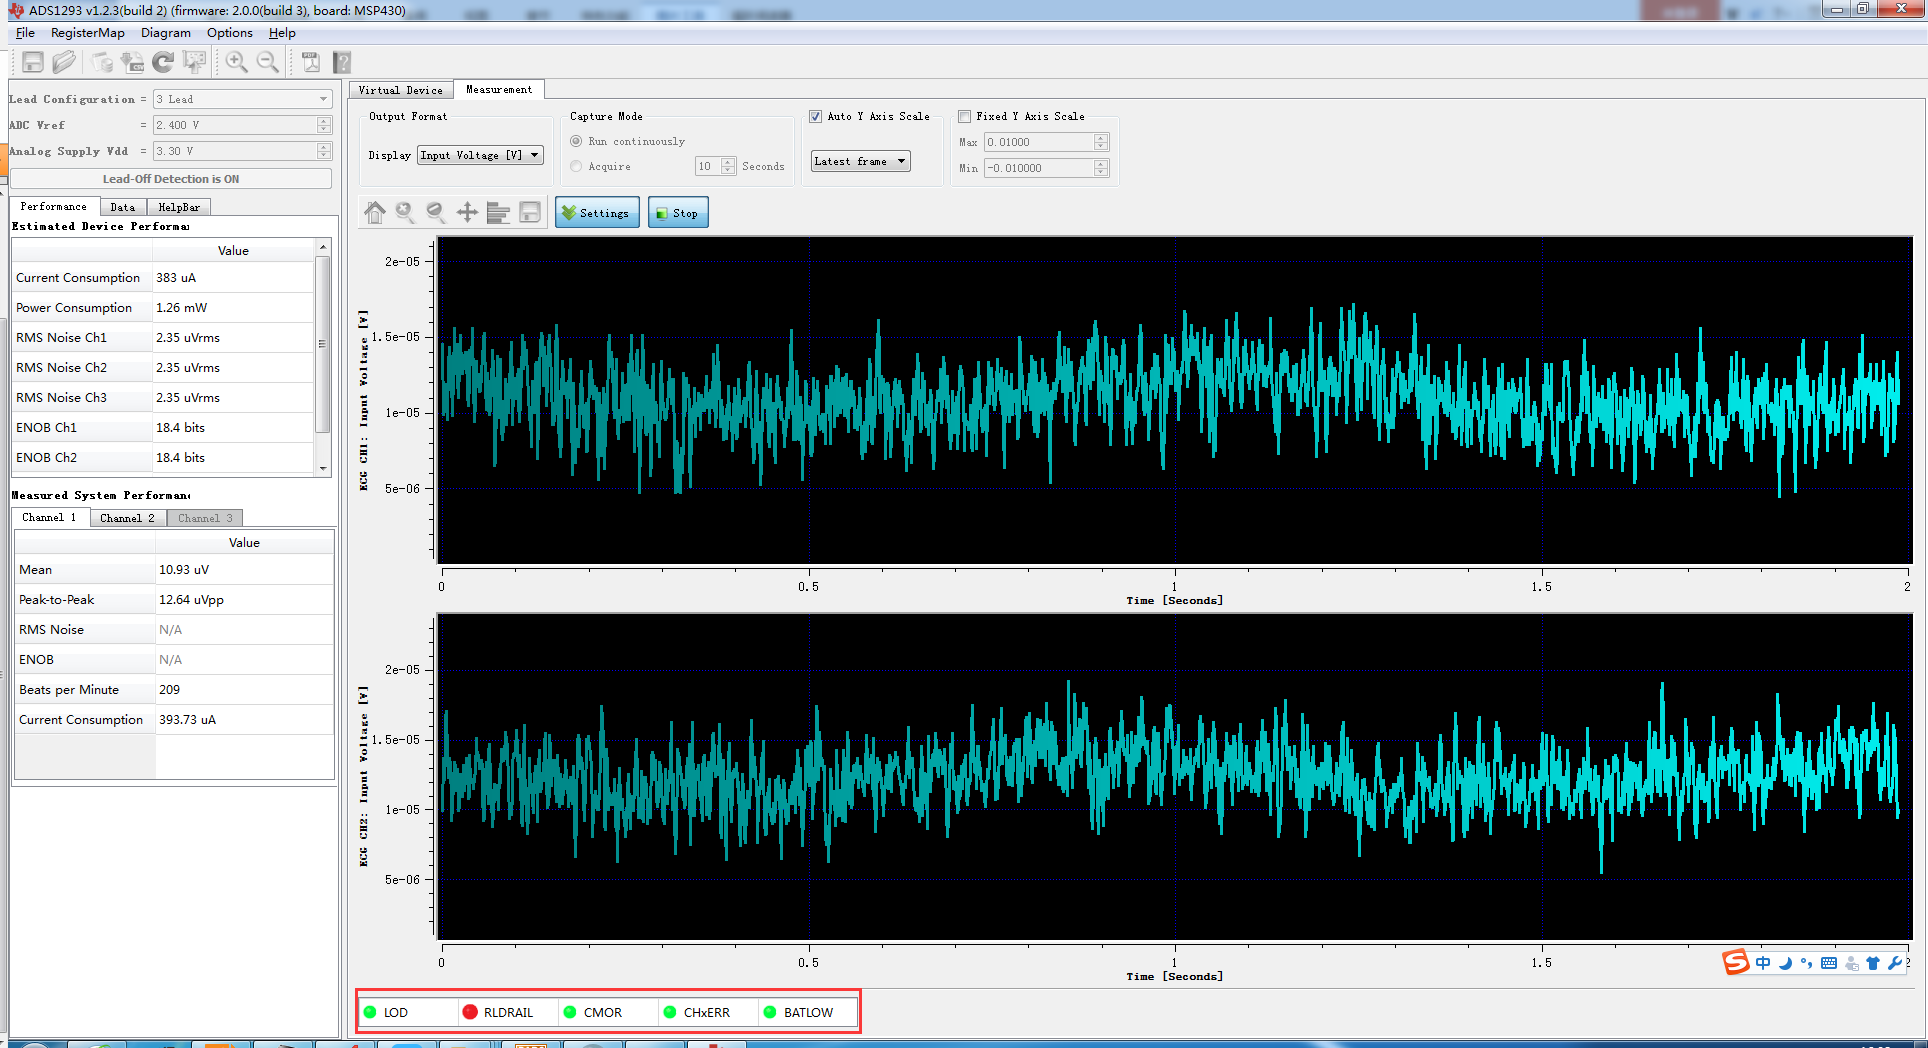 ADS1293 v1.2.3(build 2) (firmware: 2.0.0(build 3), board: MSP430)
File RegisterMap Diagram Options Help
Lead Configuration = 3 Lead
ADC Vref = 2.400 V
Analog Supply Vdd = 3.30 V
Lead-Off Detection is ON
Performance Data HelpBar
Estimated Device Performa
Value
Current Consumption 383 uA
Power Consumption 1.26 mW
RMS Noise Ch1 2.35 uVrms
RMS Noise Ch2 2.35 uVrms
RMS Noise Ch3 2.35 uVrms
ENOB Ch1 18.4 bits
ENOB Ch2 18.4 bits
Measured System Performanc
Channel 1 Channel 2 Channel 3
Value
Mean 10.93 uV
Peak-to-Peak 12.64 uVpp
RMS Noise N/A
ENOB N/A
Beats per Minute 209
Current Consumption 393.73 uA
Virtual Device Measurement
Output Format
Display Input Voltage [V]
Capture Mode
Run continuously
Acquire 10 Seconds
Auto Y Axis Scale
Latest frame
Fixed Y Axis Scale
Max 0.01000
Min -0.010000
Settings Stop
ECG CH1: Input Voltage [V]
2e-05
1.5e-05
1e-05
5e-06
0 0.5 1 1.5 2
Time [Seconds]
ECG CH2: Input Voltage [V]
2e-05
1.5e-05
1e-05
5e-06
0 0.5 1 1.5 2
Time [Seconds]
中
LOD RLDRAIL CMOR CHxERR BATLOW